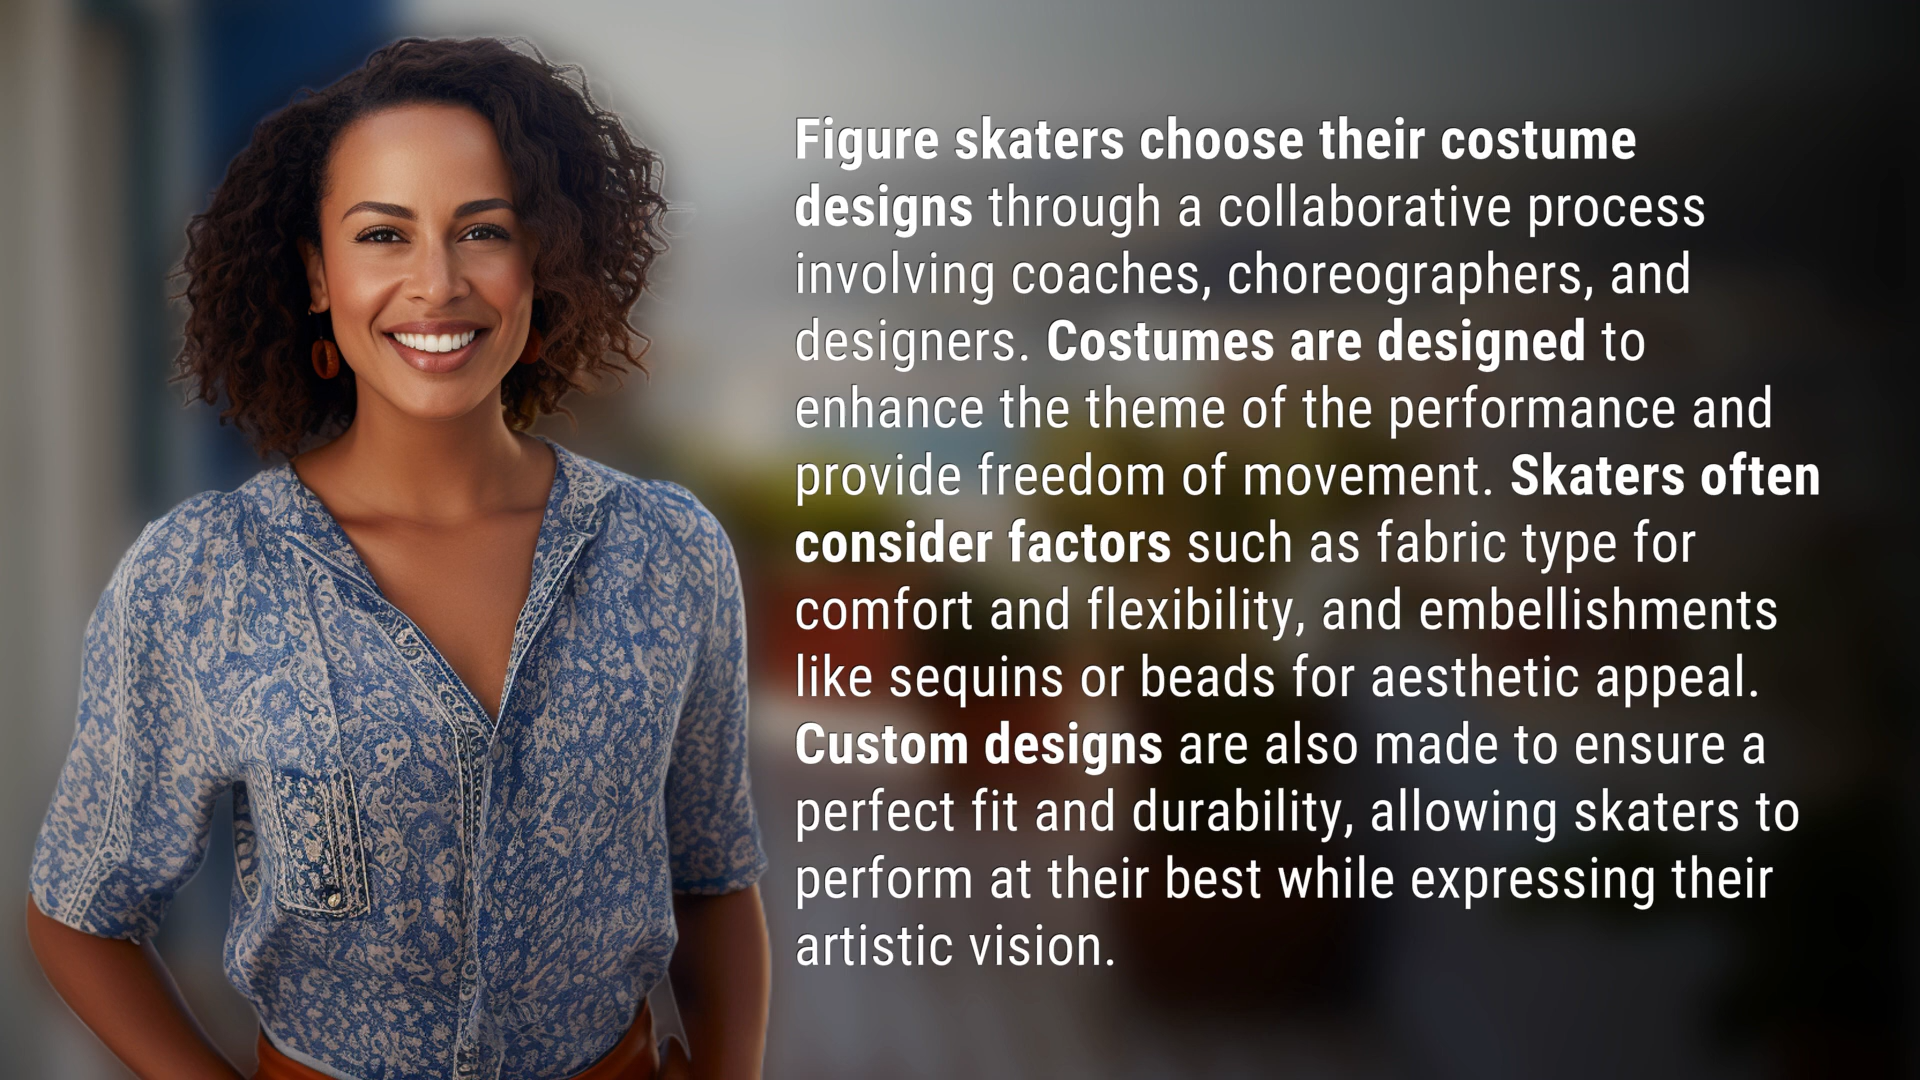 Figure skaters choose their costume
designs through a collaborative process
involving coaches, choreographers, and
designers. Costumes are designed to
enhance the theme of the performance and
provide freedom of movement. Skaters often
consider factors such as fabric type for
comfort and flexibility, and embellishments
like sequins or beads for aesthetic appeal.
Custom designs are also made to ensure a
perfect fit and durability, allowing skaters to
perform at their best while expressing their
artistic vision.